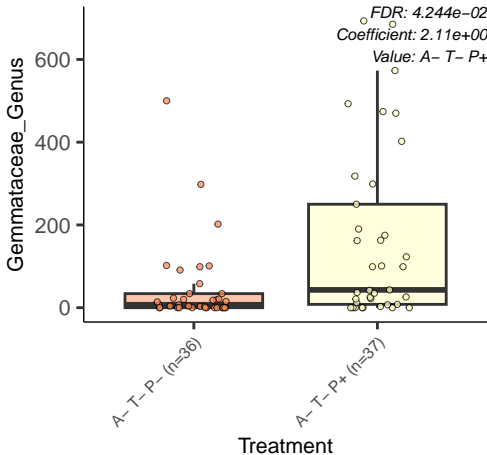 FDR: 4.244e−02
Coefficient: 2.11e+00
Value: A− T− P+
Gemmataceae_Genus
600
400
200
0
A− T− P− (n=36)
A− T− P+ (n=37)
Treatment